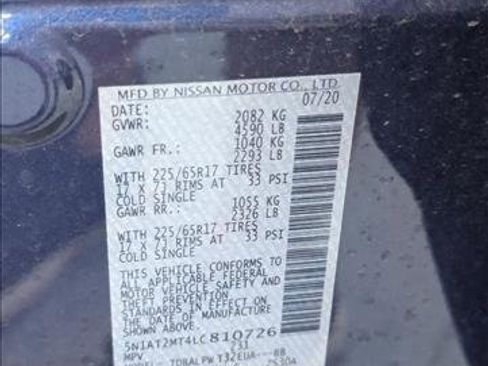 MFD BY NISSAN MOTOR CO., LTD.
DATE: 07/20
GVWR: 2082 KG
4590 LB
GAWR FR.: 1040 KG
2293 LB
WITH 225/65R17 TIRES
17 X 7J RIMS AT 33 PSI
COLD SINGLE
GAWR RR.: 1055 KG
2326 LB
WITH 225/65R17 TIRES
17 X 7J RIMS AT 33 PSI
COLD SINGLE
THIS VEHICLE CONFORMS TO
ALL APPLICABLE FEDERAL
MOTOR VEHICLE SAFETY AND
THEFT PREVENTION
STANDARDS IN EFFECT ON
THE DATE OF MANUFACTURE
SHOWN ABOVE.
5N1AT2MT4LC810726
MPV